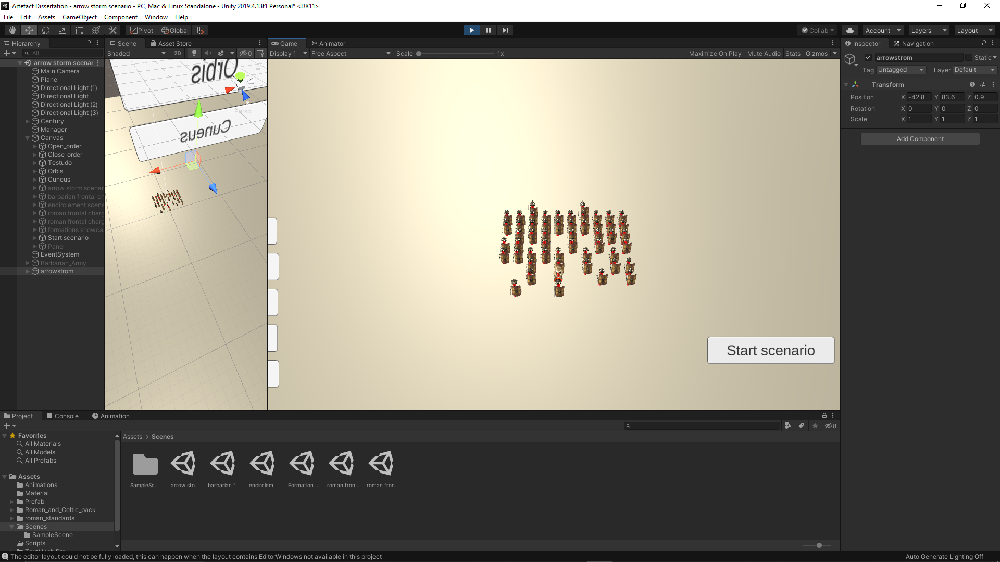 Artefact Dissertation - arrow storm scenario - PC, Mac & Linux Standalone - Unity 2019.4.13f1 Personal* <DX11>
File Edit Assets GameObject Component Window Help
Pivot Global Collab Account Layers Layout
Hierarchy
All
arrow storm scenar
Main Camera
Plane
Directional Light (1)
Directional Light
Directional Light (2)
Directional Light (3)
Century
Manager
Canvas
Open_order
Close_order
Testudo
Orbis
Cuneus
arrow storm scenar
barbarian frontal ch
encirclement scena
roman frontal charg
roman frontal charg
formations showca
Start scenario
Panel
EventSystem
Barbarian_Army
arrowstrom
Scene Asset Store
Shaded 2D 0
Orbis
Persp
Cuneus
Game Animator
Display 1 Free Aspect Scale 1x Maximize On Play Mute Audio Stats Gizmos
Start scenario
Inspector Navigation
arrowstrom Static
Tag Untagged Layer Default
Transform
Position X -42.8 Y 83.6 Z 0.9
Rotation X 0 Y 0 Z 0
Scale X 1 Y 1 Z 1
Add Component
Project Console Animation
8
Favorites
All Materials
All Models
All Prefabs
Assets
Animations
Material
Prefab
Roman_and_Celtic_pack
roman_standards
Scenes
SampleScene
Scripts
Assets > Scenes
SampleSc... arrow sto... barbarian f... encirclem... Formation ... roman fron... roman fron...
The editor layout could not be fully loaded, this can happen when the layout contains EditorWindows not available in this project
Auto Generate Lighting Off